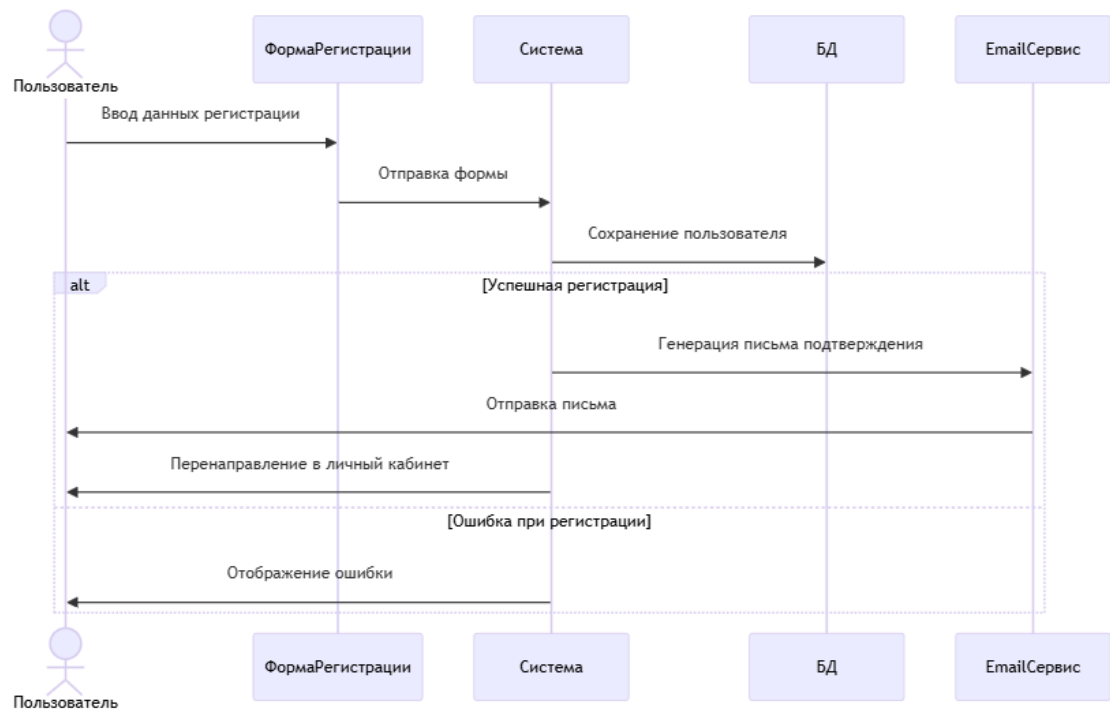 ФормаРегистрации
Система
БД
EmailСервис
Пользователь
Ввод данных регистрации
Отправка формы
Сохранение пользователя
alt
[Успешная регистрация]
Генерация письма подтверждения
Отправка письма
Перенаправление в личный кабинет
[Ошибка при регистрации]
Отображение ошибки
ФормаРегистрации
Система
БД
EmailСервис
Пользователь